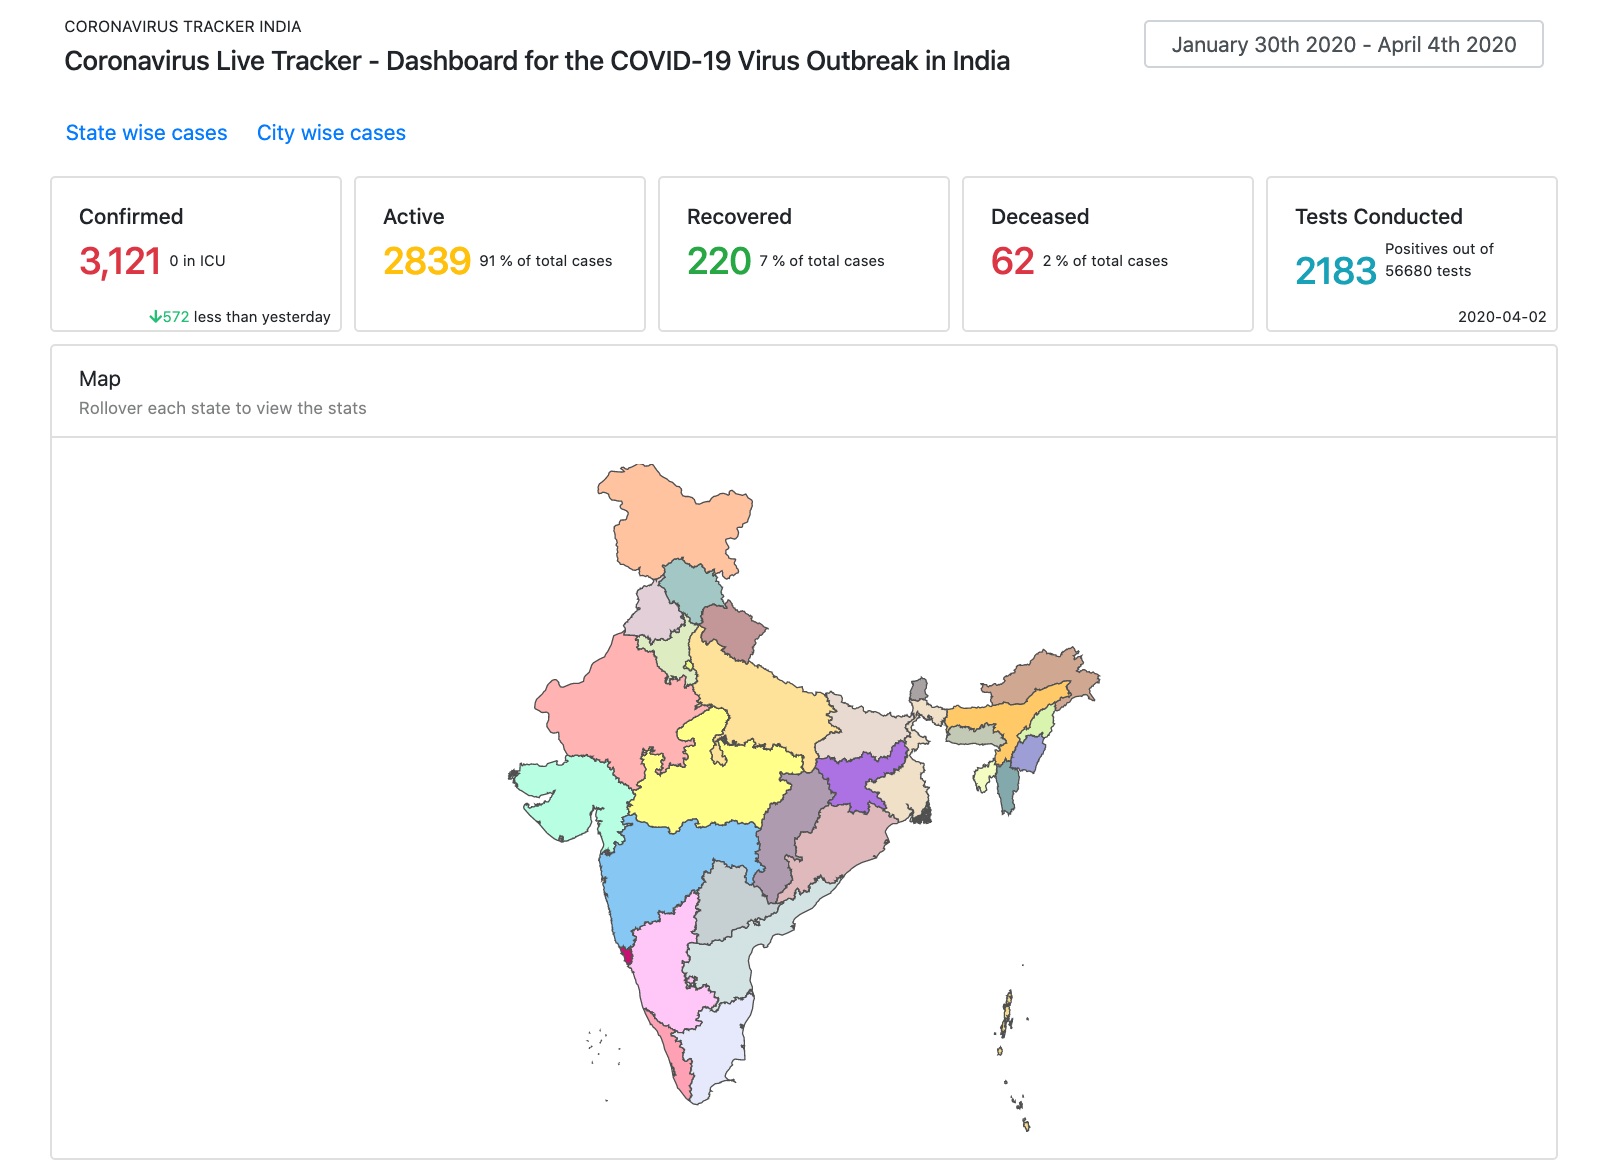 CORONAVIRUS TRACKER INDIA
Coronavirus Live Tracker - Dashboard for the COVID-19 Virus Outbreak in India
January 30th 2020 - April 4th 2020
State wise cases
City wise cases
Confirmed
3,121 0 in ICU
572 less than yesterday
Active
2839 91 % of total cases
Recovered
220 7 % of total cases
Deceased
62 2 % of total cases
Tests Conducted
2183 Positives out of
56680 tests
2020-04-02
Map
Rollover each state to view the stats